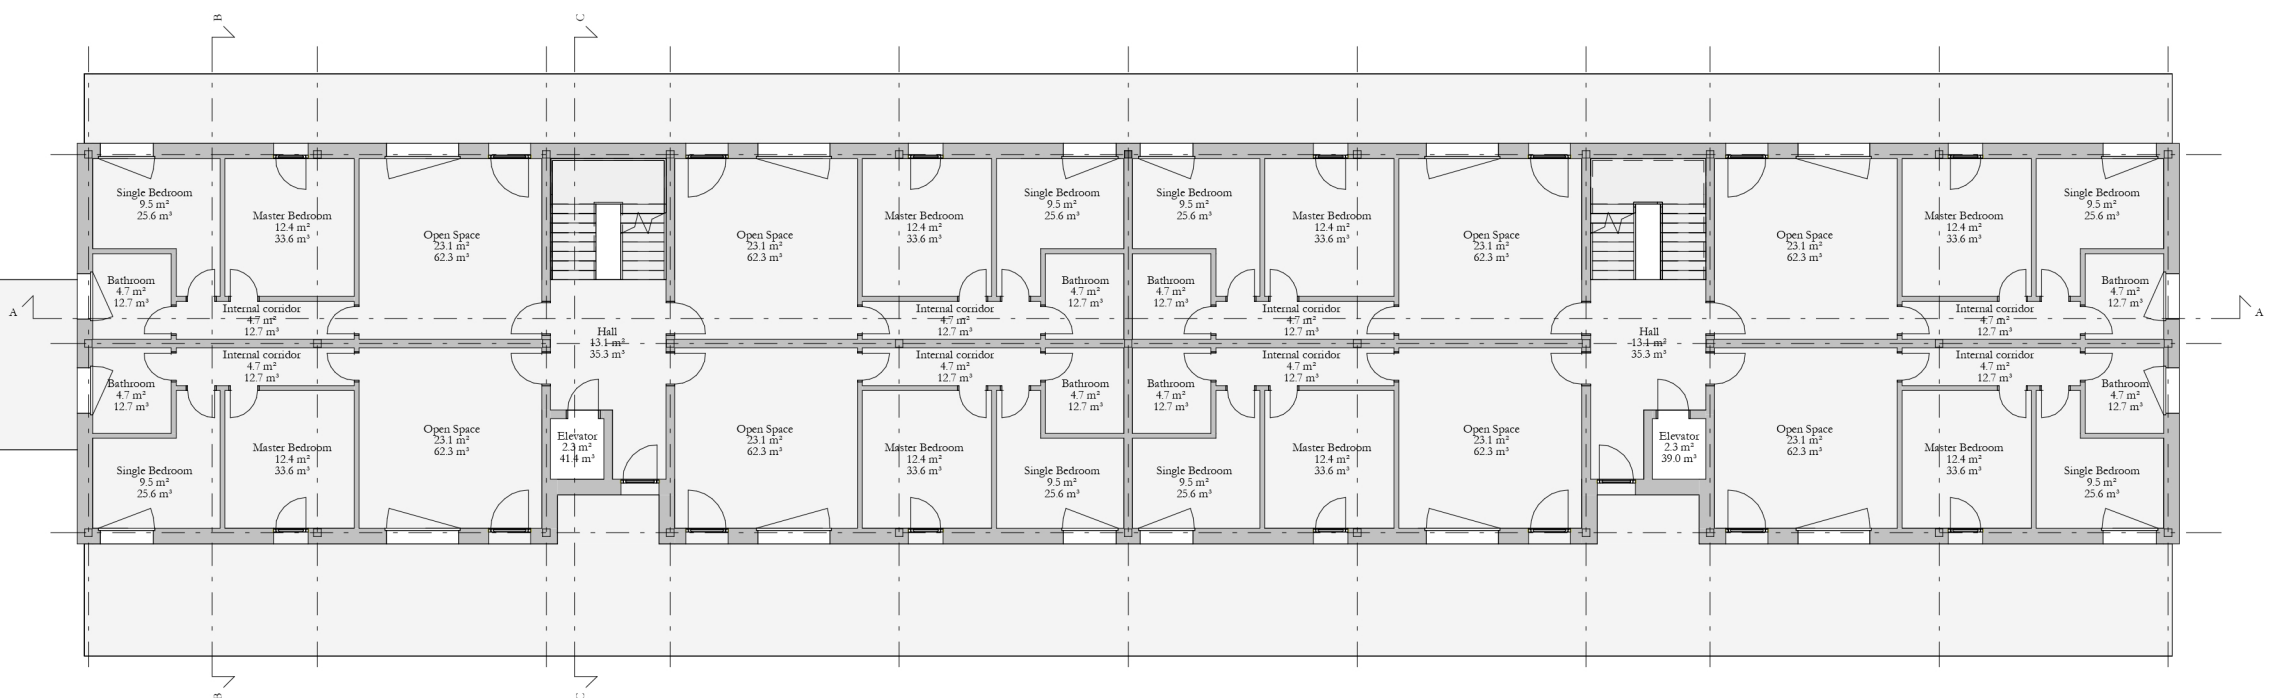 B
C
Single Bedroom
9.5 m²
25.6 m³
Master Bedroom
12.4 m²
33.6 m³
Open Space
23.1 m²
62.3 m³
Open Space
23.1 m²
62.3 m³
Master Bedroom
12.4 m²
33.6 m³
Single Bedroom
9.5 m²
25.6 m³
Single Bedroom
9.5 m²
25.6 m³
Master Bedroom
12.4 m²
33.6 m³
Open Space
23.1 m²
62.3 m³
Open Space
23.1 m²
62.3 m³
Master Bedroom
12.4 m²
33.6 m³
Single Bedroom
9.5 m²
25.6 m³
A
Bathroom
4.7 m²
12.7 m³
Internal corridor
4.7 m²
12.7 m³
Hall
13.1 m²
35.3 m³
Internal corridor
4.7 m²
12.7 m³
Bathroom
4.7 m²
12.7 m³
Bathroom
4.7 m²
12.7 m³
Internal corridor
4.7 m²
12.7 m³
Hall
13.1 m²
35.3 m³
Internal corridor
4.7 m²
12.7 m³
Bathroom
4.7 m²
12.7 m³
A
Bathroom
4.7 m²
12.7 m³
Internal corridor
4.7 m²
12.7 m³
Internal corridor
4.7 m²
12.7 m³
Bathroom
4.7 m²
12.7 m³
Bathroom
4.7 m²
12.7 m³
Internal corridor
4.7 m²
12.7 m³
Internal corridor
4.7 m²
12.7 m³
Bathroom
4.7 m²
12.7 m³
Single Bedroom
9.5 m²
25.6 m³
Master Bedroom
12.4 m²
33.6 m³
Open Space
23.1 m²
62.3 m³
Elevator
2.3 m²
41.4 m³
Open Space
23.1 m²
62.3 m³
Master Bedroom
12.4 m²
33.6 m³
Single Bedroom
9.5 m²
25.6 m³
Single Bedroom
9.5 m²
25.6 m³
Master Bedroom
12.4 m²
33.6 m³
Open Space
23.1 m²
62.3 m³
Elevator
2.3 m²
39.0 m³
Open Space
23.1 m²
62.3 m³
Master Bedroom
12.4 m²
33.6 m³
Single Bedroom
9.5 m²
25.6 m³
B
C